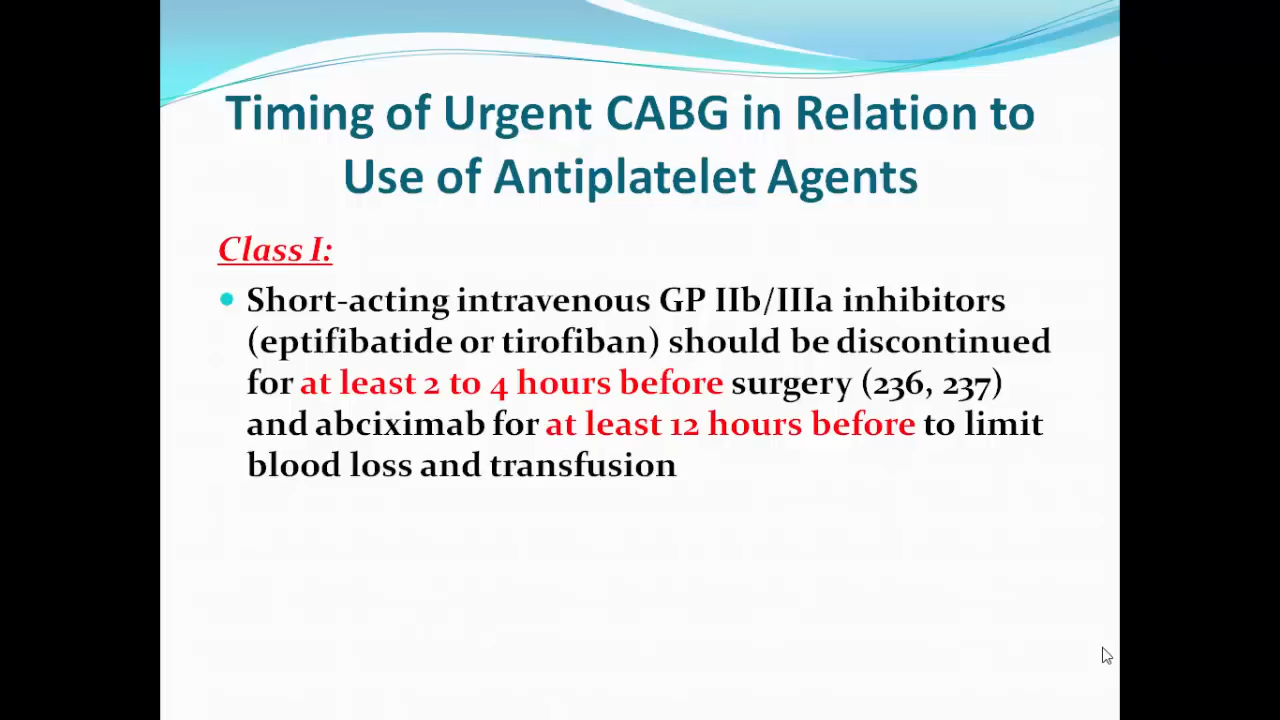 Timing of Urgent CABG in Relation to
Use of Antiplatelet Agents
Class I:
• Short-acting intravenous GP IIb/IIIa inhibitors
(eptifibatide or tirofiban) should be discontinued
for at least 2 to 4 hours before surgery (236, 237)
and abciximab for at least 12 hours before to limit
blood loss and transfusion